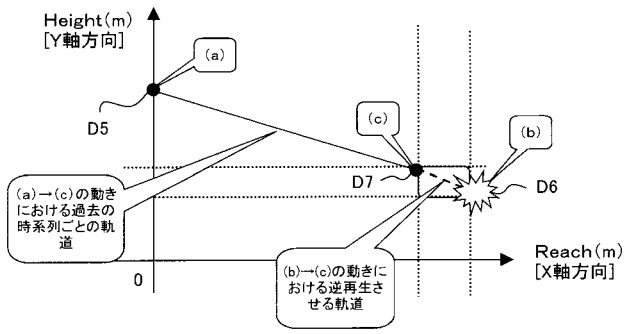 Height(m)
[Y軸方向]
(a)
D5
(c)
(b)
D7
D6
(a)→(c)の動き
における過去の
時系列ごとの軌
道
Reach(m)
[X軸方向]
0
(b)→(c)の動きに
おける逆再生さ
せる軌道